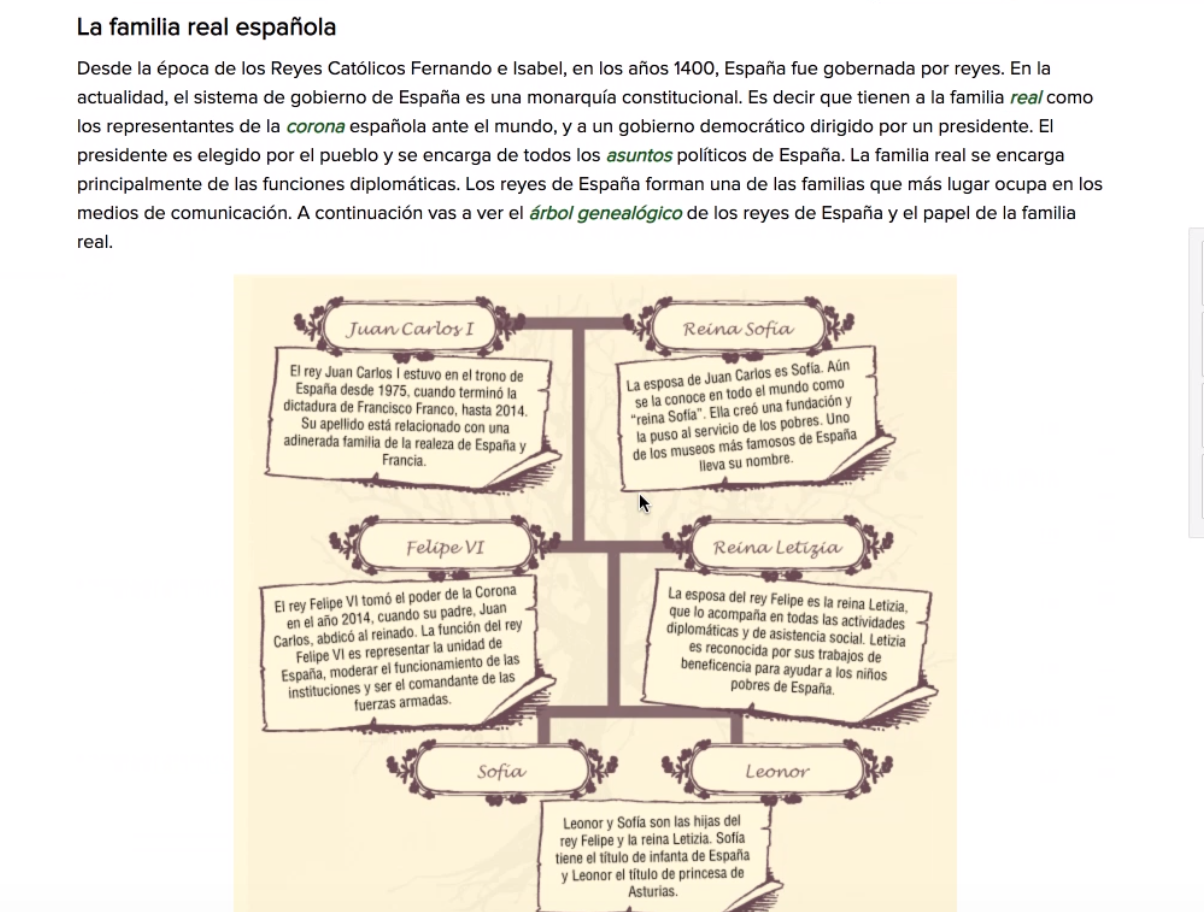 La familia real española
Desde la época de los Reyes Católicos Fernando e Isabel, en los años 1400, España fue gobernada por reyes. En la
actualidad, el sistema de gobierno de España es una monarquía constitucional. Es decir que tienen a la familia real como
los representantes de la corona española ante el mundo, y a un gobierno democrático dirigido por un presidente. El
presidente es elegido por el pueblo y se encarga de todos los asuntos políticos de España. La familia real se encarga
principalmente de las funciones diplomáticas. Los reyes de España forman una de las familias que más lugar ocupa en los
medios de comunicación. A continuación vas a ver el árbol genealógico de los reyes de España y el papel de la familia
real.
Juan Carlos I
El rey Juan Carlos I estuvo en el trono de
España desde 1975, cuando terminó la
dictadura de Francisco Franco, hasta 2014.
Su apellido está relacionado con una
adinerada familia de la realeza de España y
Francia.
Reina Sofía
La esposa de Juan Carlos es Sofía. Aún
se la conoce en todo el mundo como
“reina Sofía”. Ella creó una fundación y
la puso al servicio de los pobres. Uno
de los museos más famosos de España
lleva su nombre.
Felipe VI
El rey Felipe VI tomó el poder de la Corona
en el año 2014, cuando su padre, Juan
Carlos, abdicó al reinado. La función del rey
Felipe VI es representar la unidad de
España, moderar el funcionamiento de las
instituciones y ser el comandante de las
fuerzas armadas.
Reina Letizia
La esposa del rey Felipe es la reina Letizia,
que lo acompaña en todas las actividades
diplomáticas y de asistencia social. Letizia
es reconocida por sus trabajos de
beneficencia para ayudar a los niños
pobres de España.
Sofía
Leonor
Leonor y Sofía son las hijas del
rey Felipe y la reina Letizia. Sofía
tiene el título de infanta de España
y Leonor el título de princesa de
Asturias.